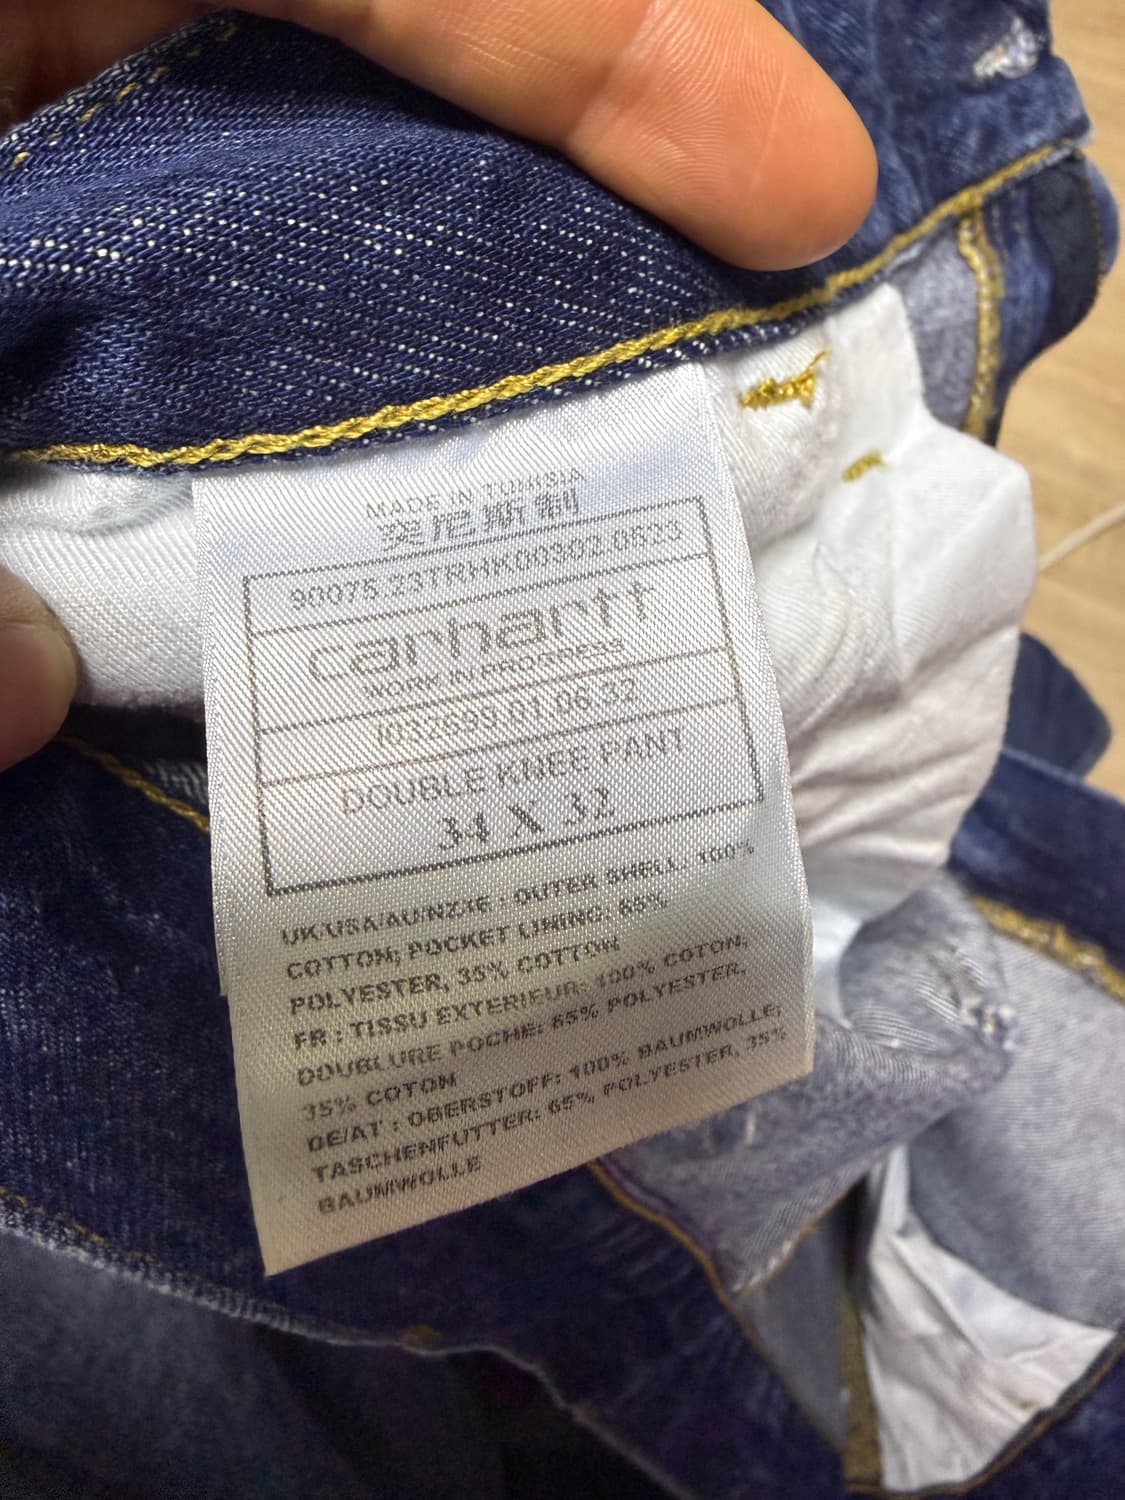 MADE IN TUNISIA
突尼斯 制
90075.23TRHK00302.0623
carhartt
WORK IN PROGRESS
I032699.01.06.32
DOUBLE KNEE PANT
34 X 32
UK/USA/AU/NZ/IE : OUTER SHELL: 100%
COTTON; POCKET LINING: 65%
POLYESTER, 35% COTTON
FR : TISSU EXTERIEUR: 100% COTON;
DOUBLURE POCHE: 65% POLYESTER,
35% COTON
DE/AT : OBERSTOFF: 100% BAUMWOLLE;
TASCHENFUTTER: 65% POLYESTER, 35%
BAUMWOLLE